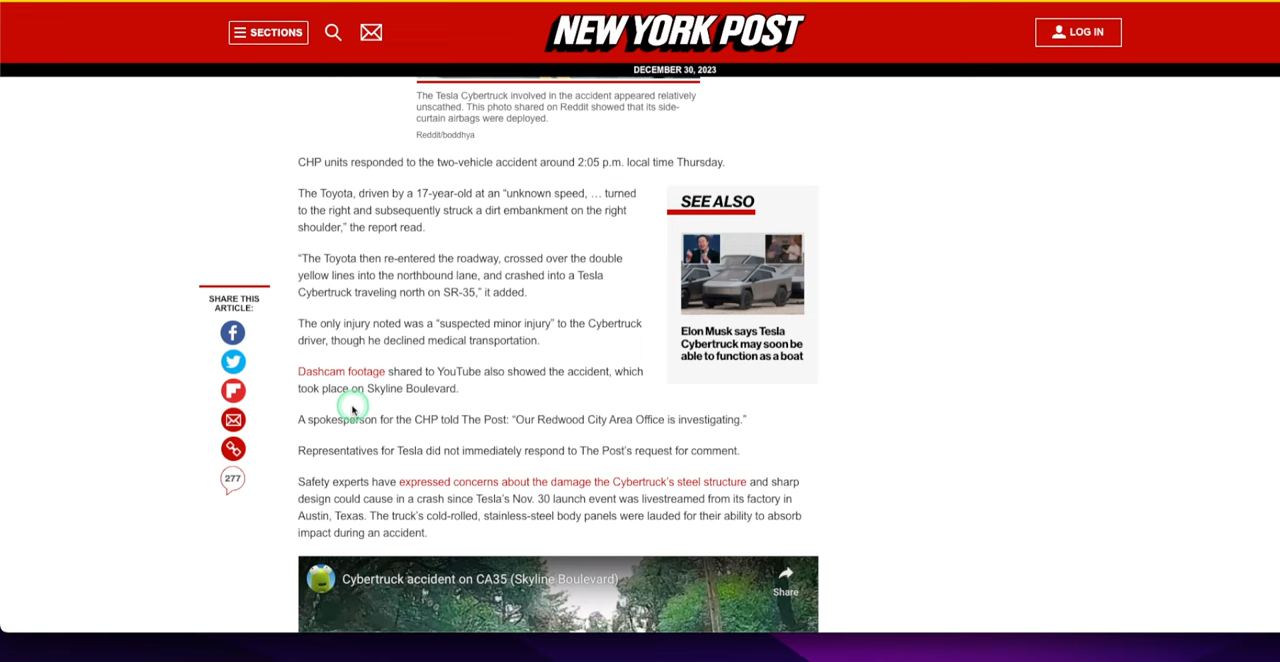 SECTIONS
NEW YORK POST
LOG IN
DECEMBER 30, 2023
The Tesla Cybertruck involved in the accident appeared relatively
unscathed. This photo shared on Reddit showed that its side-
curtain airbags were deployed.
Reddit/boddhya
CHP units responded to the two-vehicle accident around 2:05 p.m. local time Thursday.
The Toyota, driven by a 17-year-old at an “unknown speed, … turned
to the right and subsequently struck a dirt embankment on the right
shoulder,” the report read.
“The Toyota then re-entered the roadway, crossed over the double
yellow lines into the northbound lane, and crashed into a Tesla
Cybertruck traveling north on SR-35,” it added.
The only injury noted was a “suspected minor injury” to the Cybertruck
driver, though he declined medical transportation.
Dashcam footage shared to YouTube also showed the accident, which
took place on Skyline Boulevard.
A spokesperson for the CHP told The Post: “Our Redwood City Area Office is investigating.”
Representatives for Tesla did not immediately respond to The Post’s request for comment.
Safety experts have expressed concerns about the damage the Cybertruck’s steel structure and sharp
design could cause in a crash since Tesla’s Nov. 30 launch event was livestreamed from its factory in
Austin, Texas. The truck’s cold-rolled, stainless-steel body panels were lauded for their ability to absorb
impact during an accident.
SEE ALSO
Elon Musk says Tesla
Cybertruck may soon be
able to function as a boat
SHARE THIS
ARTICLE:
277
Cybertruck accident on CA35 (Skyline Boulevard)
Share